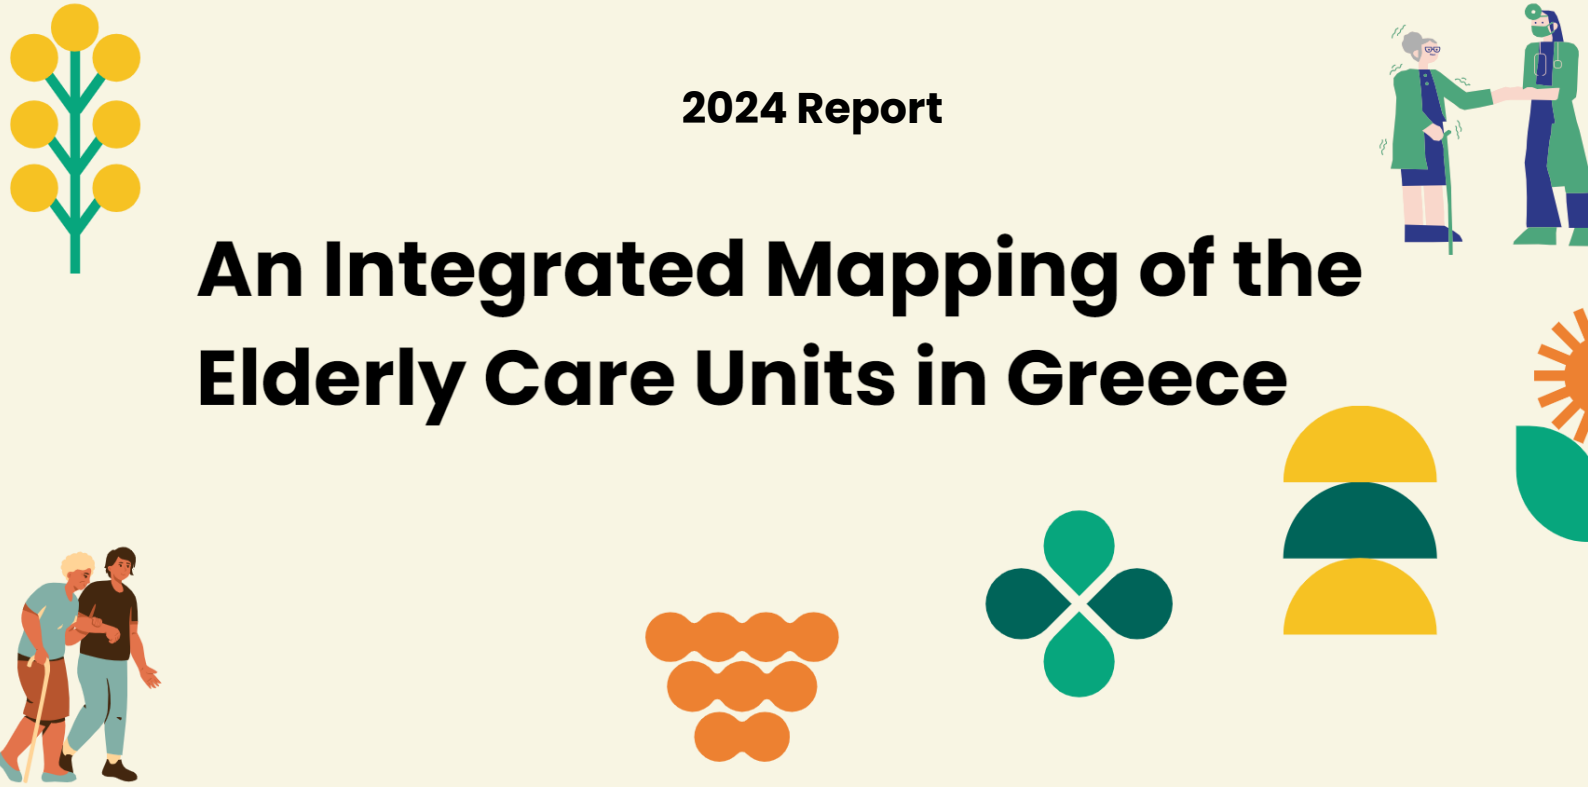 2024 Report
An Integrated Mapping of the
Elderly Care Units in Greece